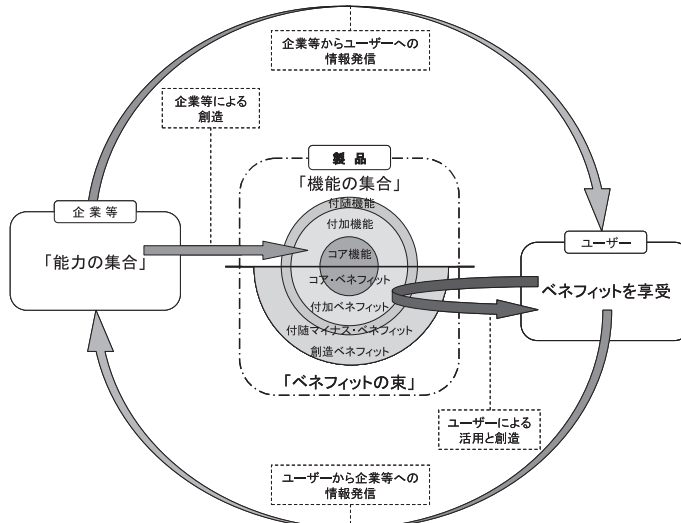 企業等からユーザーへの
情報発信
企業等による
創造
製品
「機能の集合」
付随機能
付加機能
コア機能
コア・ベネフィット
付加ベネフィット
付随マイナス・ベネフィット
創造ベネフィット
「ベネフィットの束」
企業等
「能力の集合」
ユーザー
ベネフィットを享受
ユーザーによる
活用と創造
ユーザーから企業等への
情報発信